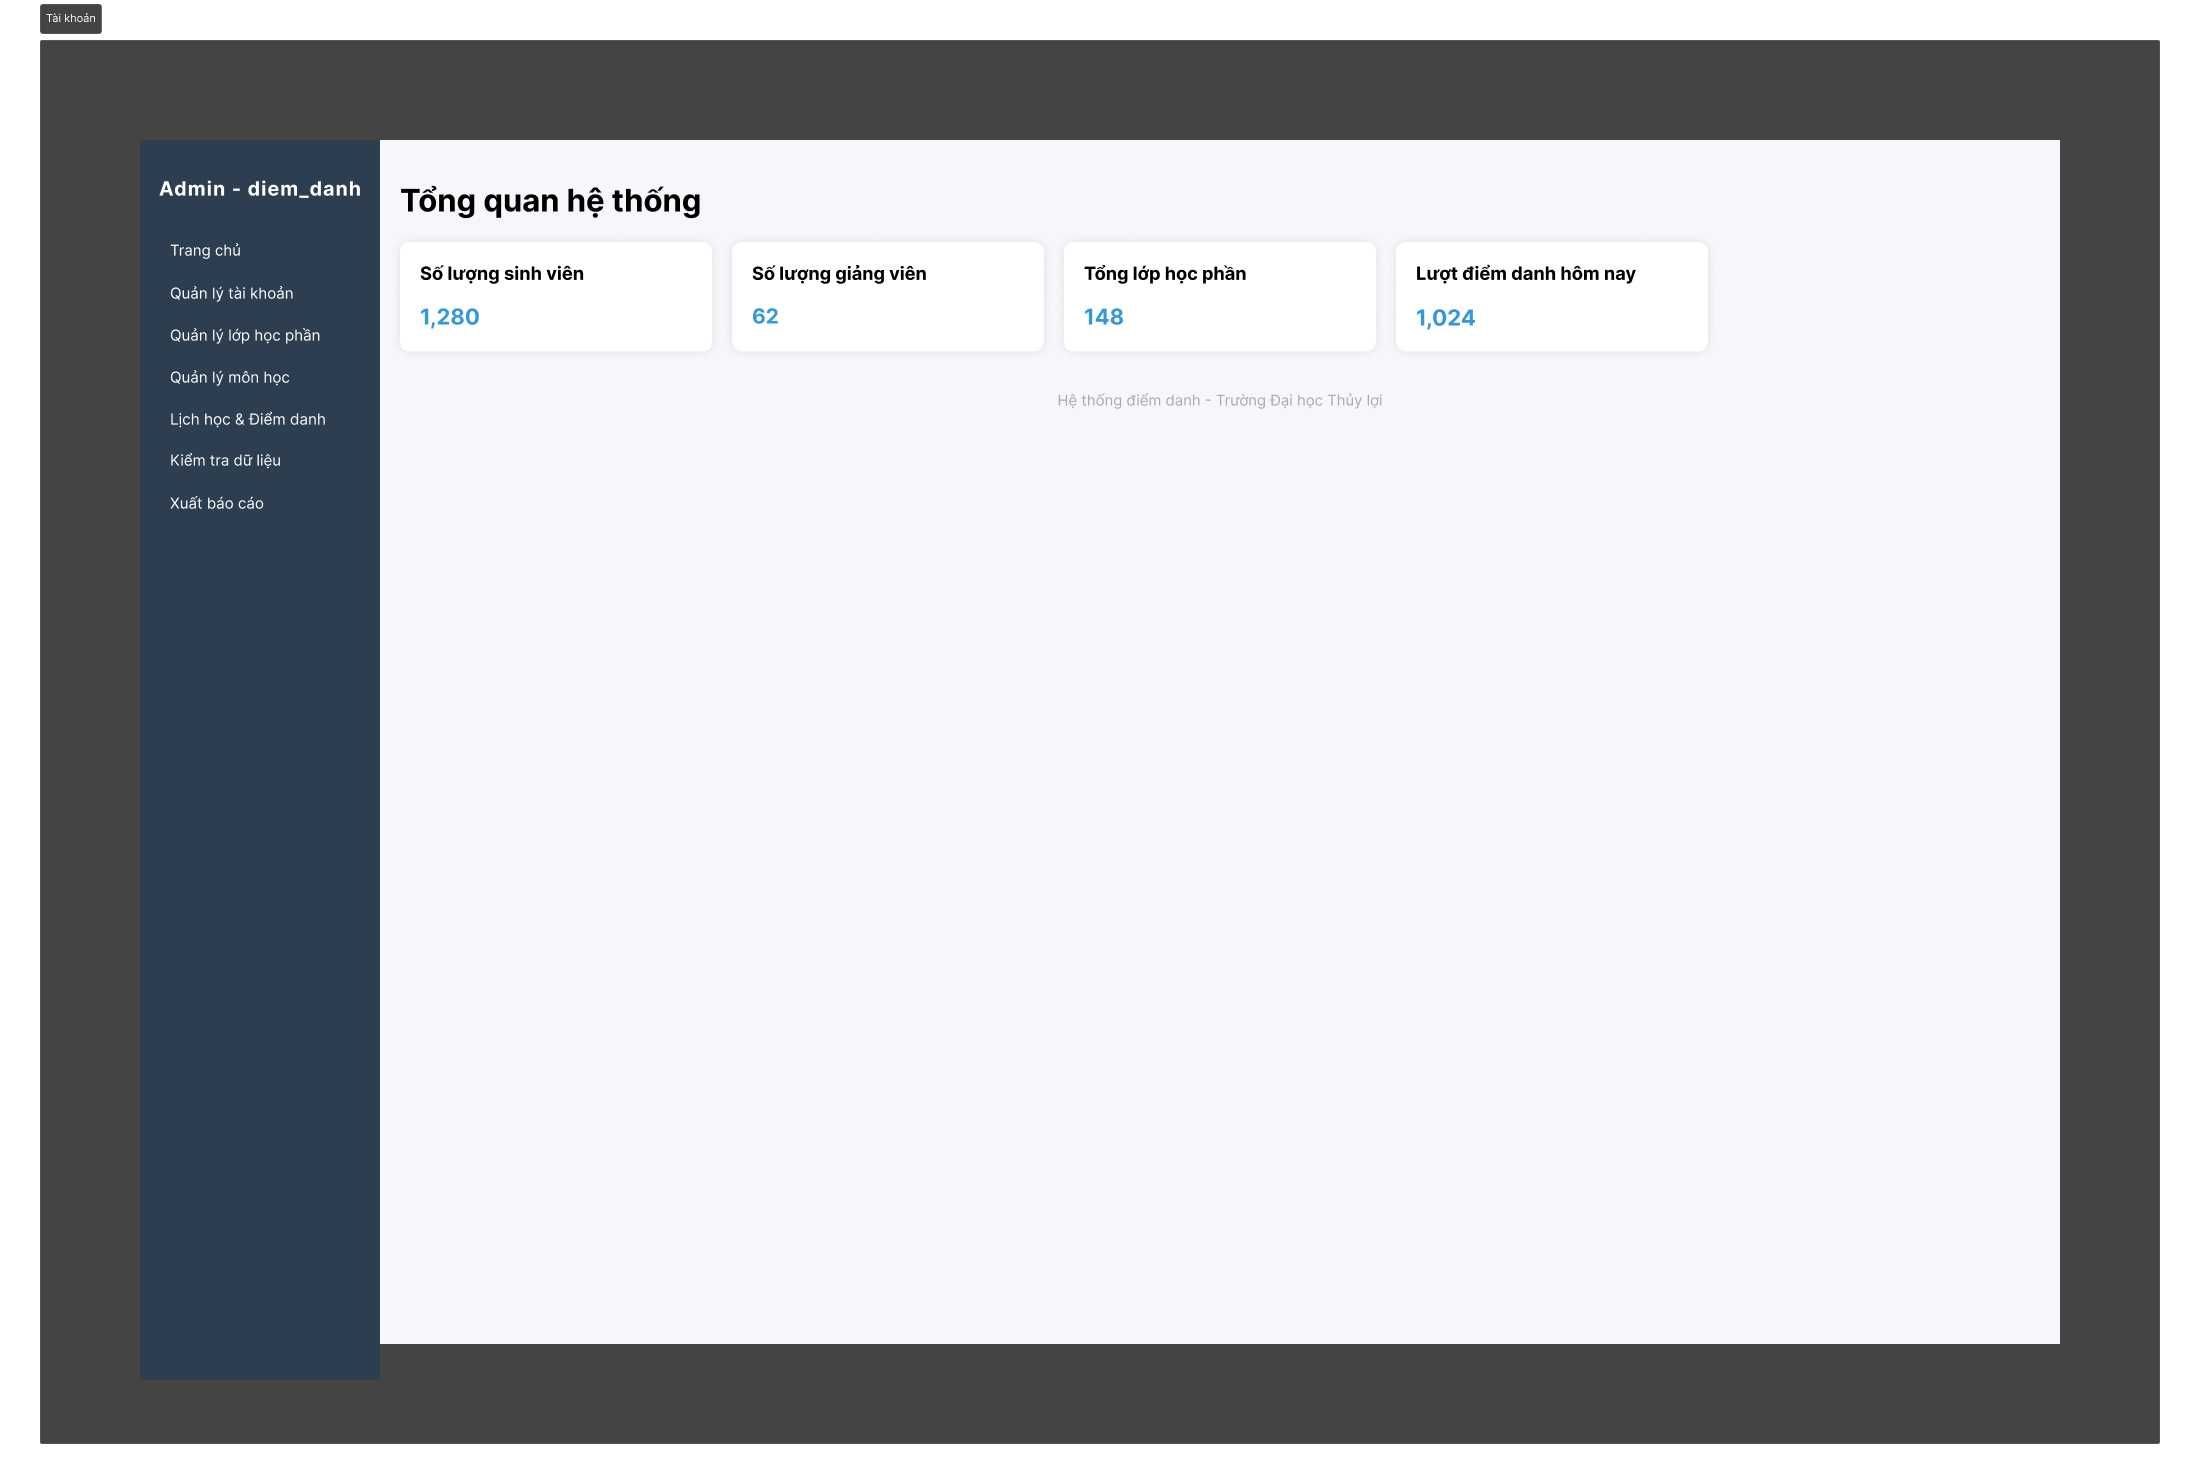 Tài khoản
Admin - diem_danh
Trang chủ
Quản lý tài khoản
Quản lý lớp học phần
Quản lý môn học
Lịch học & Điểm danh
Kiểm tra dữ liệu
Xuất báo cáo
Tổng quan hệ thống
Số lượng sinh viên
1,280
Số lượng giảng viên
62
Tổng lớp học phần
148
Lượt điểm danh hôm nay
1,024
Hệ thống điểm danh - Trường Đại học Thủy lợi